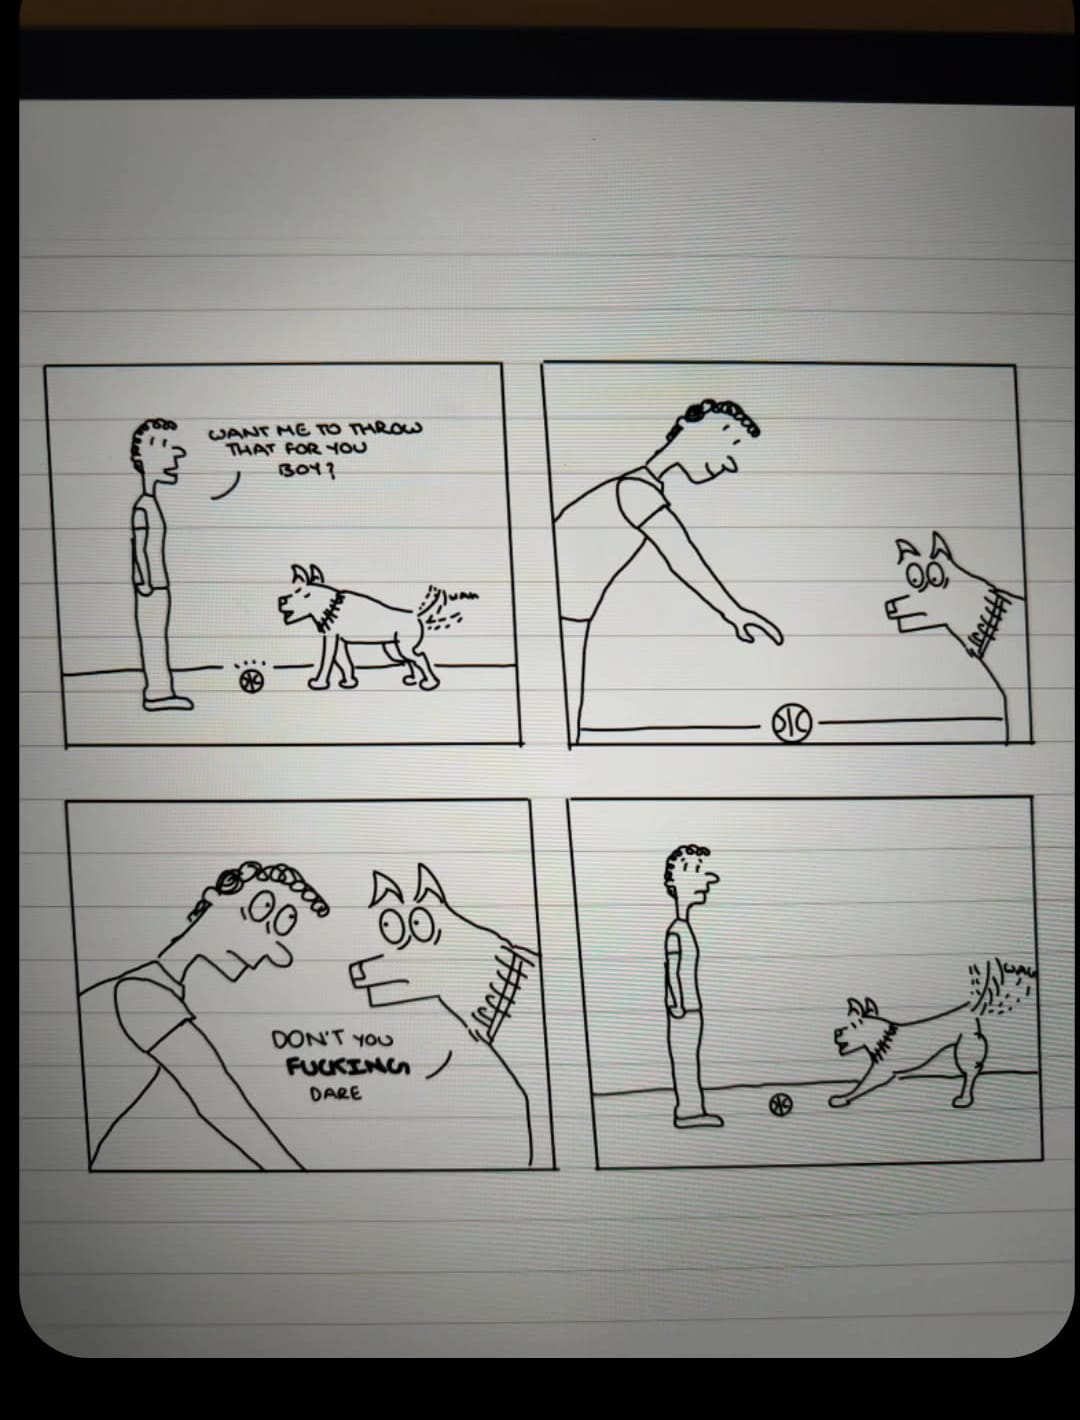 WANT ME TO THROW
THAT FOR YOU
BOY?
WAG
DON'T YOU
FUCKING
DARE
WAG